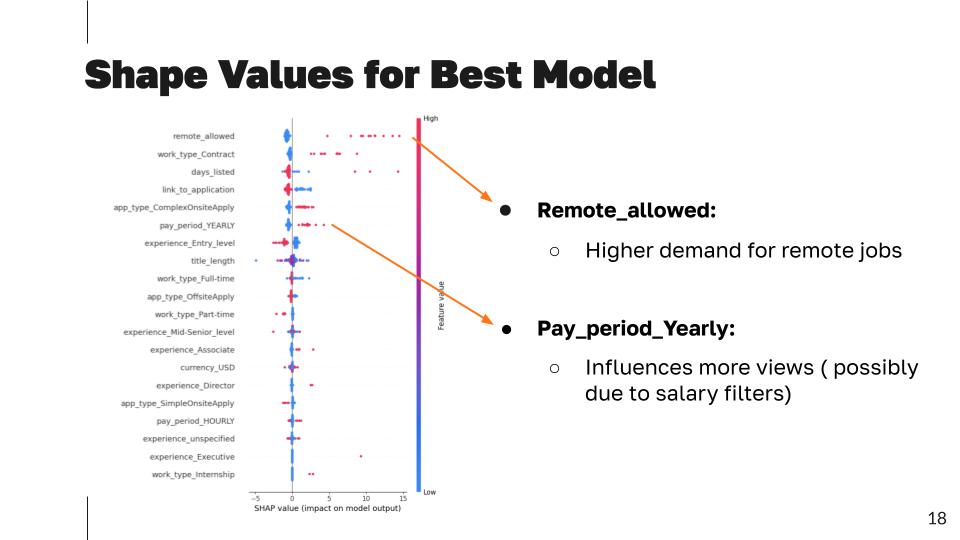 Shape Values for Best Model
High
remote_allowed
work_type_Contract
days_listed
link_to_application
app_type_ComplexOnsiteApply
pay_period_YEARLY
experience_Entry_level
title_length
work_type_Full-time
app_type_OffsiteApply
work_type_Part-time
experience_Mid-Senior_level
experience_Associate
currency_USD
experience_Director
app_type_SimpleOnsiteApply
pay_period_HOURLY
experience_unspecified
experience_Executive
work_type_Internship
−5 0 5 10 15
SHAP value (impact on model output)
Low
Feature value
● Remote_allowed:
○ Higher demand for remote jobs
● Pay_period_Yearly:
○ Influences more views ( possibly
due to salary filters)
18